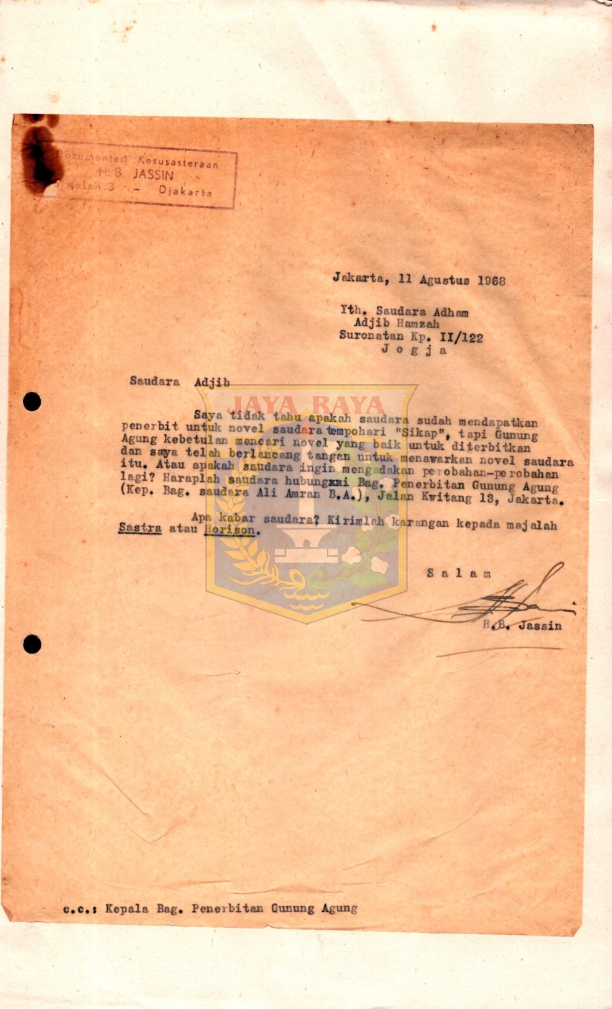 Dokumentasi Kesusasteraan
H.B. JASSIN
3 – Djakarta
Jakarta, 11 Agustus 1968
Yth. Saudara Adham
Adjib Hamzah
Suronatan Kp. II/122
J o g j a
Saudara Adjib
JAYA RAYA
Saya tidak tahu apakah saudara sudah mendapatkan
penerbit untuk novel saudara tempohari "Sikap", tapi Gunung
Agung kebetulan mencari novel yang baik untuk diterbitkan
dan saya telah berlancang tangan untuk menawarkan novel saudara
itu. Atau apakah saudara ingin mengadakan perobahan-perobahan
lagi? Haraplah saudara hubungi Bag. Penerbitan Gunung Agung
(Kep. Bag. saudara Ali Amran B.A.), Jalan Kwitang 13, Jakarta.
Apa kabar saudara? Kirimlah karangan kepada majalah
Sastra atau Horison.
S a l a m
H.B. Jassin
c.c.: Kepala Bag. Penerbitan Gunung Agung